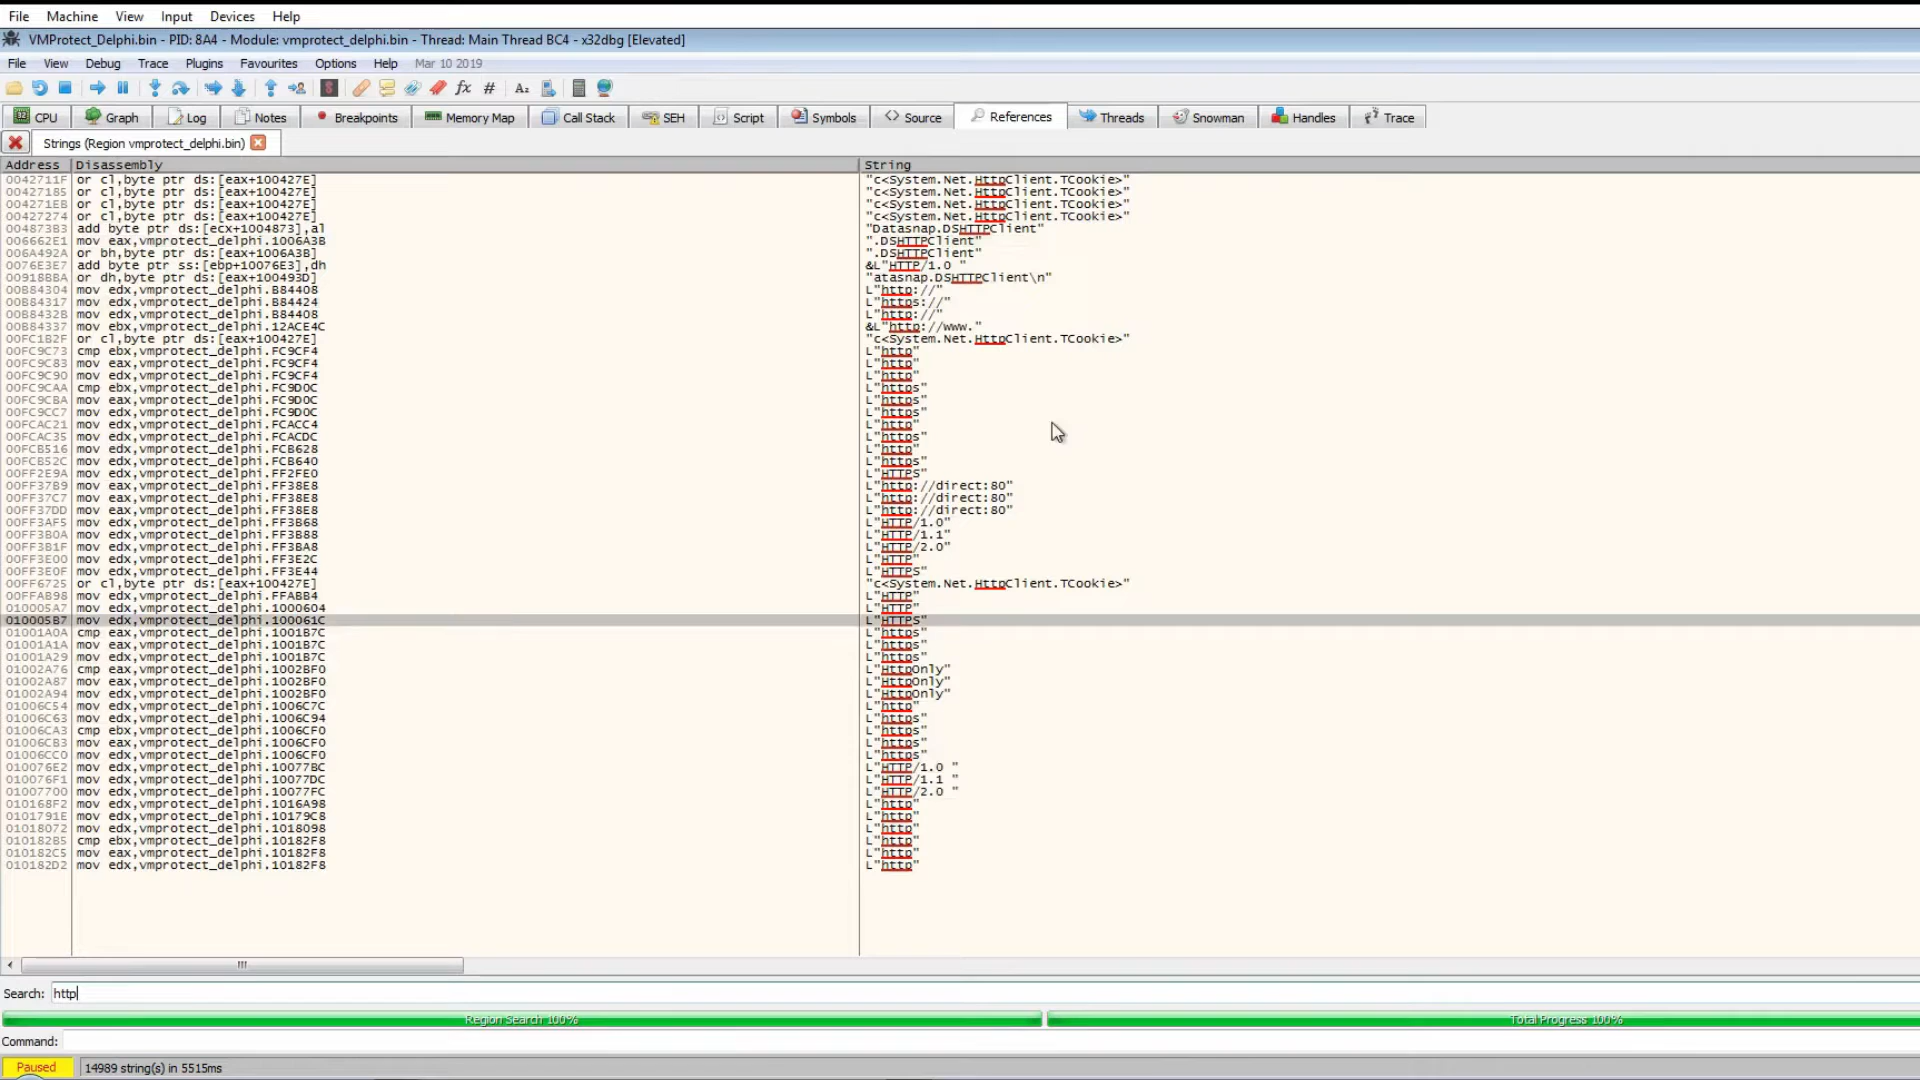 File Machine View Input Devices Help
VMProtect_Delphi.bin - PID: 8A4 - Module: vmprotect_delphi.bin - Thread: Main Thread BC4 - x32dbg [Elevated]
File View Debug Trace Plugins Favourites Options Help Mar 10 2019
CPU Graph Log Notes Breakpoints Memory Map Call Stack SEH Script Symbols Source References Threads Snowman Handles Trace
Strings (Region vmprotect_delphi.bin)
Address Disassembly String
0042711F or cl,byte ptr ds:[eax+100427E] "c<System.Net.HttpClient.TCookie>"
00427185 or cl,byte ptr ds:[eax+100427E] "c<System.Net.HttpClient.TCookie>"
004271EB or cl,byte ptr ds:[eax+100427E] "c<System.Net.HttpClient.TCookie>"
00427274 or cl,byte ptr ds:[eax+100427E] "c<System.Net.HttpClient.TCookie>"
004873B3 add byte ptr ds:[ecx+1004873],al "Datasnap.DSHTTPClient"
006662E1 mov eax,vmprotect_delphi.1006A3B ".DSHTTPClient"
006A492A or bh,byte ptr ds:[eax+1006A3B] ".DSHTTPClient"
0076E3E7 add byte ptr ss:[ebp+10076E3],dh &L"HTTP/1.0 "
00918BBA or dh,byte ptr ds:[eax+100493D] "atasnap.DSHTTPClient\n"
00B84304 mov edx,vmprotect_delphi.B84408 L"http://"
00B84317 mov edx,vmprotect_delphi.B84424 L"https://"
00B8432B mov edx,vmprotect_delphi.B84408 L"http://"
00B84337 mov ebx,vmprotect_delphi.12ACE4C &L"http://www."
00FC1B2F or cl,byte ptr ds:[eax+100427E] "c<System.Net.HttpClient.TCookie>"
00FC9C73 cmp ebx,vmprotect_delphi.FC9CF4 L"http"
00FC9C83 mov eax,vmprotect_delphi.FC9CF4 L"http"
00FC9C90 mov edx,vmprotect_delphi.FC9CF4 L"http"
00FC9CAA cmp ebx,vmprotect_delphi.FC9D0C L"https"
00FC9CBA mov eax,vmprotect_delphi.FC9D0C L"https"
00FC9CC7 mov edx,vmprotect_delphi.FC9D0C L"https"
00FCAC21 mov edx,vmprotect_delphi.FCACC4 L"http"
00FCAC35 mov edx,vmprotect_delphi.FCACDC L"https"
00FCB516 mov edx,vmprotect_delphi.FCB628 L"http"
00FCB52C mov edx,vmprotect_delphi.FCB640 L"https"
00FF2E9A mov edx,vmprotect_delphi.FF2FE0 L"HTTPS"
00FF37B9 mov eax,vmprotect_delphi.FF38E8 L"http://direct:80"
00FF37C7 mov eax,vmprotect_delphi.FF38E8 L"http://direct:80"
00FF37DD mov eax,vmprotect_delphi.FF38E8 L"http://direct:80"
00FF3AF5 mov edx,vmprotect_delphi.FF3B68 L"HTTP/1.0"
00FF3B0A mov edx,vmprotect_delphi.FF3B88 L"HTTP/1.1"
00FF3B1F mov edx,vmprotect_delphi.FF3BA8 L"HTTP/2.0"
00FF3E00 mov edx,vmprotect_delphi.FF3E2C L"HTTP"
00FF3E0F mov edx,vmprotect_delphi.FF3E44 L"HTTPS"
00FF6725 or cl,byte ptr ds:[eax+100427E] "c<System.Net.HttpClient.TCookie>"
00FFAB98 mov edx,vmprotect_delphi.FFABB4 L"HTTP"
010005A7 mov edx,vmprotect_delphi.1000604 L"HTTP"
010005B7 mov edx,vmprotect_delphi.100061C L"HTTPS"
01001A0A cmp eax,vmprotect_delphi.1001B7C L"https"
01001A1A mov eax,vmprotect_delphi.1001B7C L"https"
01001A29 mov edx,vmprotect_delphi.1001B7C L"https"
01002A76 cmp eax,vmprotect_delphi.1002BF0 L"HttpOnly"
01002A87 mov eax,vmprotect_delphi.1002BF0 L"HttpOnly"
01002A94 mov edx,vmprotect_delphi.1002BF0 L"HttpOnly"
01006C54 mov edx,vmprotect_delphi.1006C7C L"http"
01006C63 mov edx,vmprotect_delphi.1006C94 L"https"
01006CA3 cmp ebx,vmprotect_delphi.1006CF0 L"https"
01006CB3 mov eax,vmprotect_delphi.1006CF0 L"https"
01006CC0 mov edx,vmprotect_delphi.1006CF0 L"https"
010076E2 mov edx,vmprotect_delphi.10077BC L"HTTP/1.0 "
010076F1 mov edx,vmprotect_delphi.10077DC L"HTTP/1.1 "
01007700 mov edx,vmprotect_delphi.10077FC L"HTTP/2.0 "
010168F2 mov edx,vmprotect_delphi.1016A98 L"http"
0101791E mov edx,vmprotect_delphi.10179C8 L"http"
01018072 mov edx,vmprotect_delphi.1018098 L"http"
010182B5 cmp ebx,vmprotect_delphi.10182F8 L"http"
010182C5 mov eax,vmprotect_delphi.10182F8 L"http"
010182D2 mov edx,vmprotect_delphi.10182F8 L"http"
Search: http
Region Search 100% Total Progress 100%
Command:
Paused 14989 string(s) in 5515ms